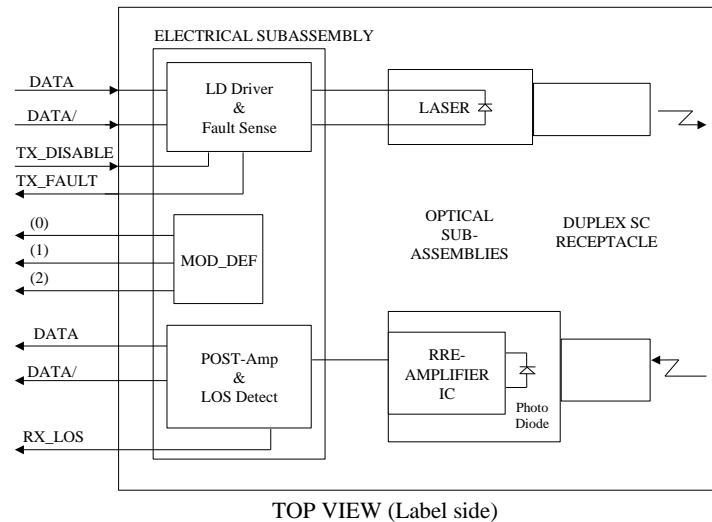 ELECTRICAL SUBASSEMBLY
DATA
DATA/
TX_DISABLE
TX_FAULT
LD Driver
&
Fault Sense
LASER
(0)
(1)
(2)
MOD_DEF
OPTICAL
SUB-
ASSEMBLIES
DUPLEX SC
RECEPTACLE
DATA
DATA/
RX_LOS
POST-Amp
&
LOS Detect
RRE-
AMPLIFIER
IC
Photo
Diode
TOP VIEW (Label side)